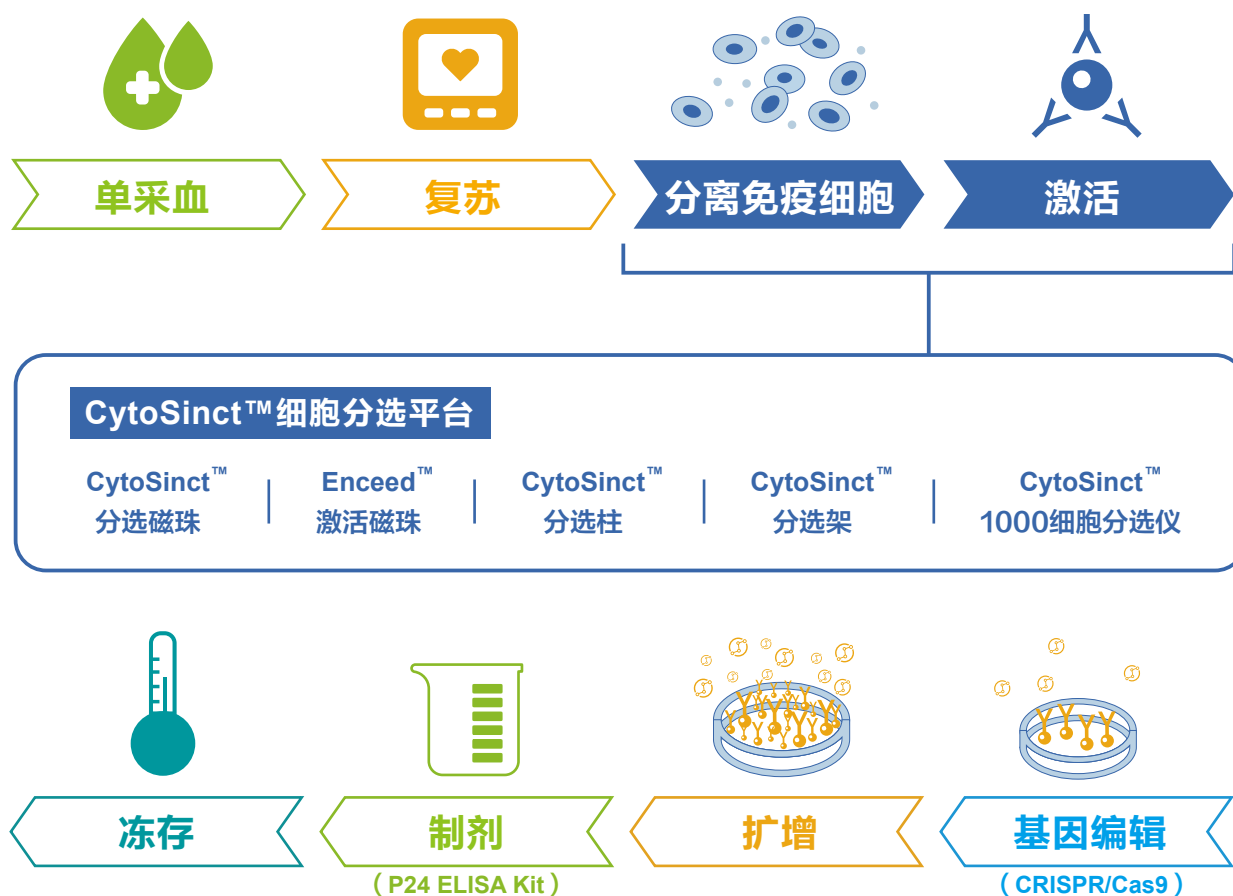 单采血
复苏
分离免疫细胞
激活
CytoSinct™细胞分选平台
CytoSinct™
分选磁珠
Enceed™
激活磁珠
CytoSinct™
分选柱
CytoSinct™
分选架
CytoSinct™
1000细胞分选仪
冻存
制剂
（P24 ELISA Kit）
扩增
基因编辑
（CRISPR/Cas9）